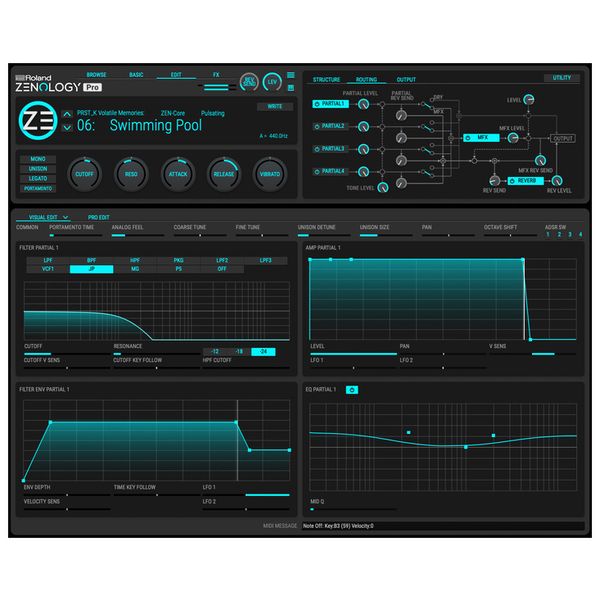 Roland
ZENOLOGY Pro
BROWSE BASIC EDIT FX
REV SEND LEV
ZE
PRST_K Volatile Memories: ZEN-Core Pulsating
WRITE
06: Swimming Pool
A = 440.0Hz
MONO
UNISON
LEGATO
PORTAMENTO
CUTOFF RESO ATTACK RELEASE VIBRATO
STRUCTURE ROUTING OUTPUT UTILITY
PARTIAL LEVEL PARTIAL REV SEND DRY MFX LEVEL
PARTIAL1
PARTIAL2
PARTIAL3
PARTIAL4
MFX MFX LEVEL OUTPUT
MFX REV SEND
TONE LEVEL REV SEND REVERB REV LEVEL
VISUAL EDIT PRO EDIT
COMMON PORTAMENTO TIME ANALOG FEEL COARSE TUNE FINE TUNE UNISON DETUNE UNISON SIZE PAN OCTAVE SHIFT ADSR SW
1 2 3 4
FILTER PARTIAL 1
LPF BPF HPF PKG LPF2 LPF3
VCF1 JP MG P5 OFF
CUTOFF RESONANCE -12 -18 -24
CUTOFF V SENS CUTOFF KEY FOLLOW HPF CUTOFF
AMP PARTIAL 1
LEVEL PAN V SENS
LFO 1 LFO 2
FILTER ENV PARTIAL 1
ENV DEPTH TIME KEY FOLLOW LFO 1
VELOCITY SENS LFO 2
EQ PARTIAL 1
MID Q
MIDI MESSAGE Note Off: Key:B3 (59) Velocity:0